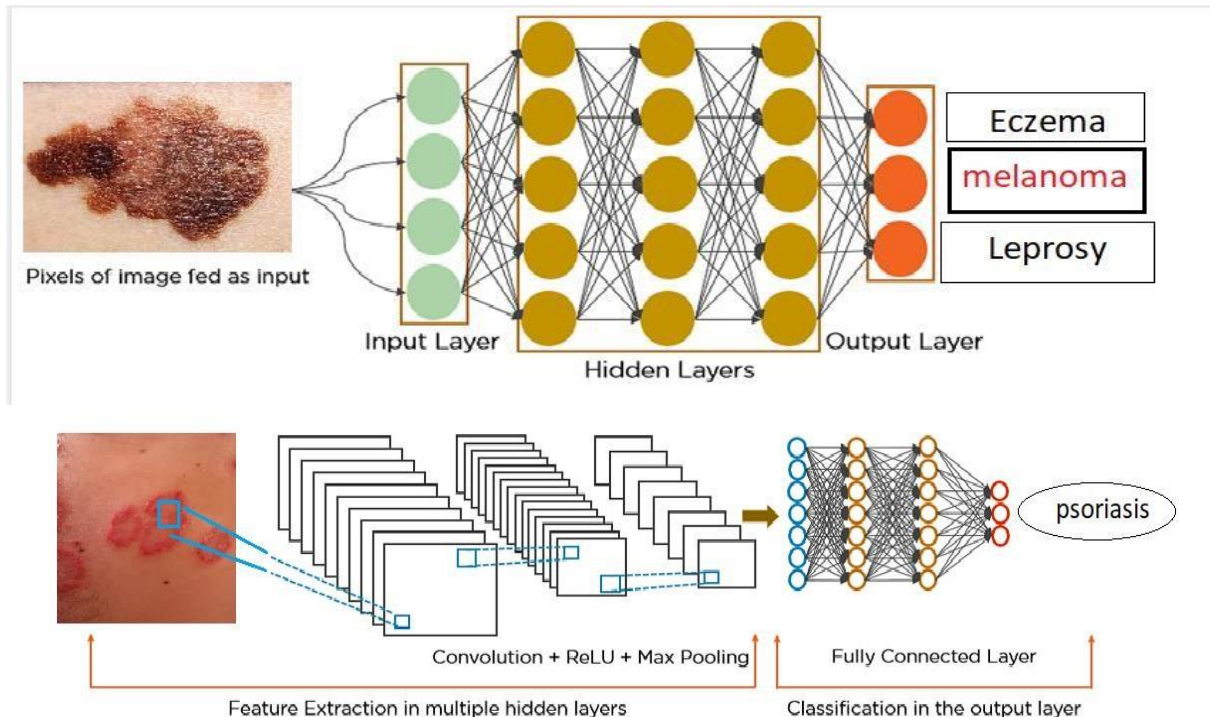 Eczema
melanoma
Leprosy
Pixels of image fed as input
Input Layer
Output Layer
Hidden Layers
psoriasis
Convolution + ReLU + Max Pooling
Fully Connected Layer
Feature Extraction in multiple hidden layers
Classification in the output layer